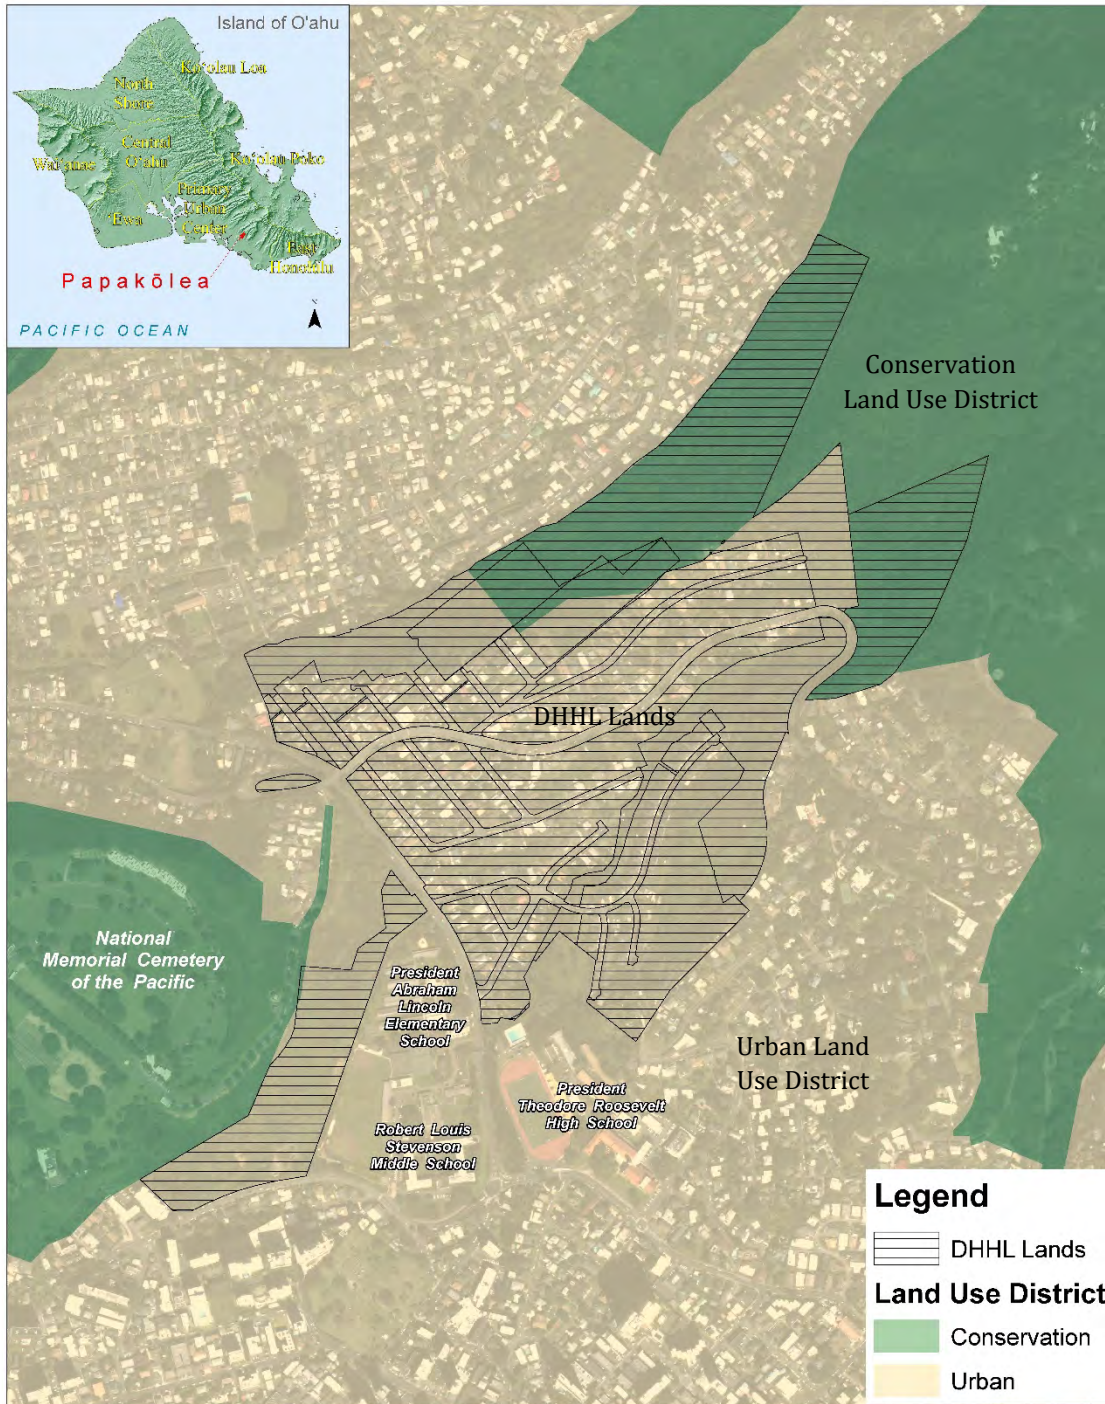 Island of O'ahu
Ko'olau Loa
North
Shore
Central
O'ahu
Wai'anae
Ko'olau Poko
Primary
Urban
Center
'Ewa
East
Honolulu
Papakōlea
N
PACIFIC OCEAN
Conservation
Land Use District
DHHL Lands
National
Memorial Cemetery
of the Pacific
President
Abraham
Lincoln
Elementary
School
Urban Land
Use District
President
Theodore Roosevelt
High School
Robert Louis
Stevenson
Middle School
Legend
DHHL Lands
Land Use District
Conservation
Urban